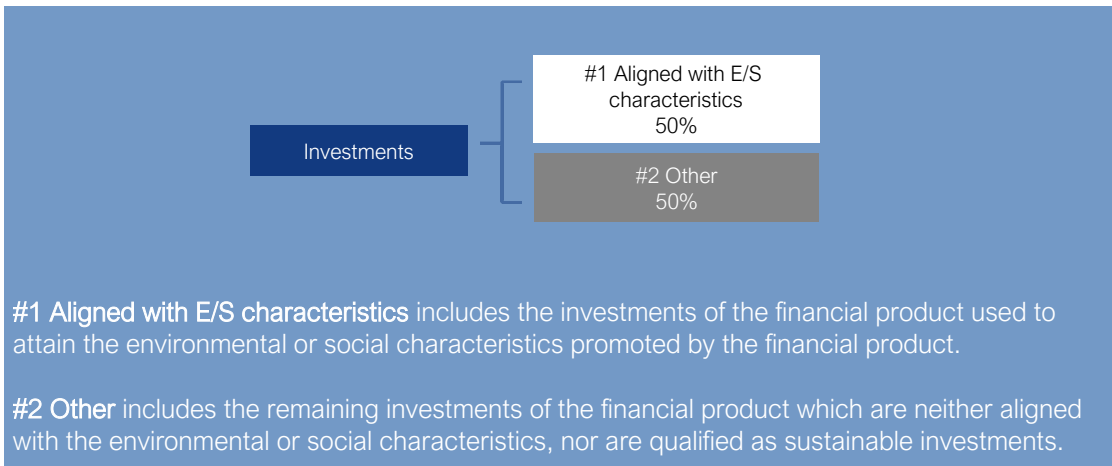 #1 Aligned with E/S
characteristics
50%
Investments
#2 Other
50%
#1 Aligned with E/S characteristics includes the investments of the financial product used to
attain the environmental or social characteristics promoted by the financial product.
#2 Other includes the remaining investments of the financial product which are neither aligned
with the environmental or social characteristics, nor are qualified as sustainable investments.